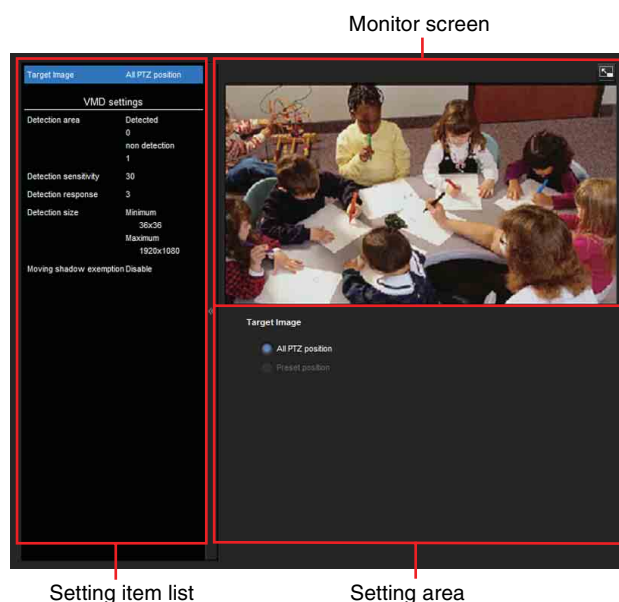 Monitor screen
Target Image All PTZ position
VMD settings
Detection area Detected
0
non detection
1
Detection sensitivity 30
Detection response 3
Detection size Minimum
36x36
Maximum
1920x1080
Moving shadow exemption Disable
Target Image
All PTZ position
Preset position
Setting item list Setting area